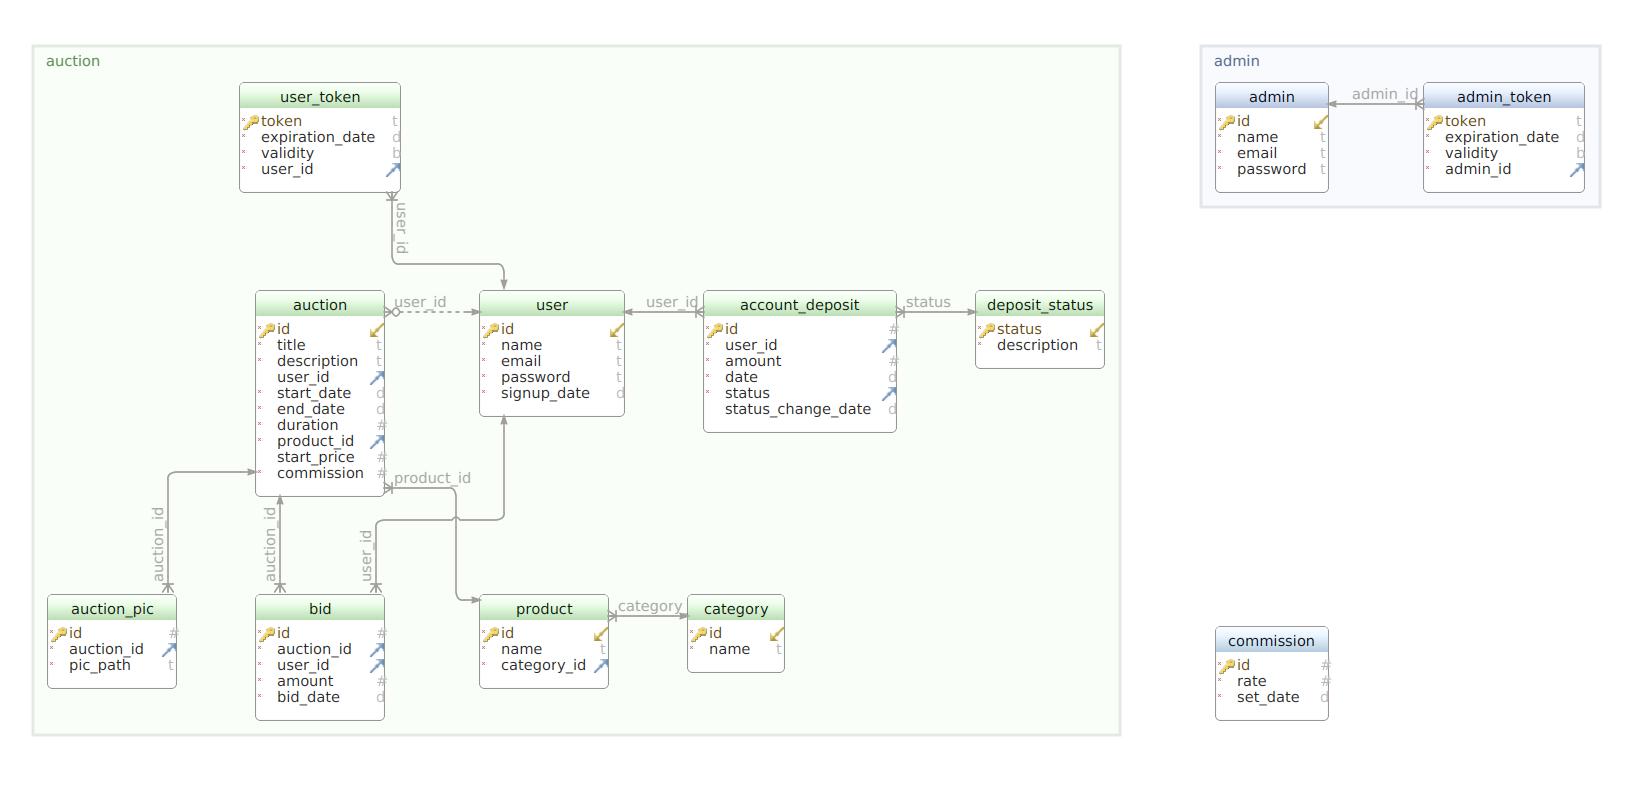 auction
admin
user_token
token t
expiration_date d
validity b
user_id
admin
id
name t
email t
password t
admin_id
admin_token
token t
expiration_date d
validity b
admin_id
user_id
auction
id
title t
description t
user_id
start_date d
end_date d
duration #
product_id
start_price #
commission #
user_id
user
id
name t
email t
password t
signup_date d
user_id
account_deposit
id #
user_id
amount #
date d
status
status_change_date d
status
deposit_status
status
description t
product_id
auction_id
auction_id
user_id
auction_pic
id #
auction_id
pic_path t
bid
id #
auction_id
user_id
amount #
bid_date d
product
id
name t
category_id
category
category
id
name t
commission
id #
rate #
set_date d